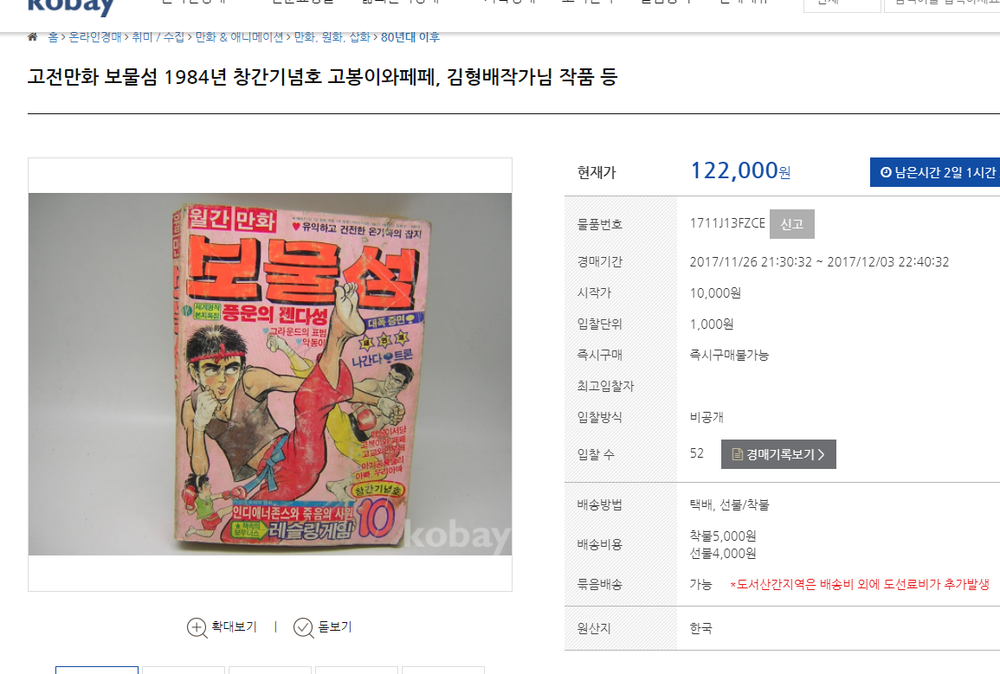 kobay
홈 > 온라인경매 > 취미 / 수집 > 만화 & 애니메이션 > 만화, 원화, 삽화 > 80년대 이후
고전만화 보물섬 1984년 창간기념호 고봉이와페페, 김형배작가님 작품 등
월간 만화
♥유익하고 건전한 온가족의 잡지
보물섬
세계명작
본지독점
풍운의 젠다성
♥그라운드의 표범
♥악동이
대폭 증면
나간다 트론
고봉이와 페페
아빠, 우리아빠
창간기념호
인디애너존스와 죽음의 사원
레슬링게임
10
kobay
확대보기 | 돋보기
현재가
122,000원
남은시간 2일 1시간
물품번호
1711J13FZCE
신고
경매기간
2017/11/26 21:30:32 ~ 2017/12/03 22:40:32
시작가
10,000원
입찰단위
1,000원
즉시구매
즉시구매불가능
최고입찰자
입찰방식
비공개
입찰 수
52
경매기록보기 >
배송방법
택배, 선불/착불
배송비용
착불5,000원
선불4,000원
묶음배송
가능
*도서산간지역은 배송비 외에 도선료비가 추가발생
원산지
한국